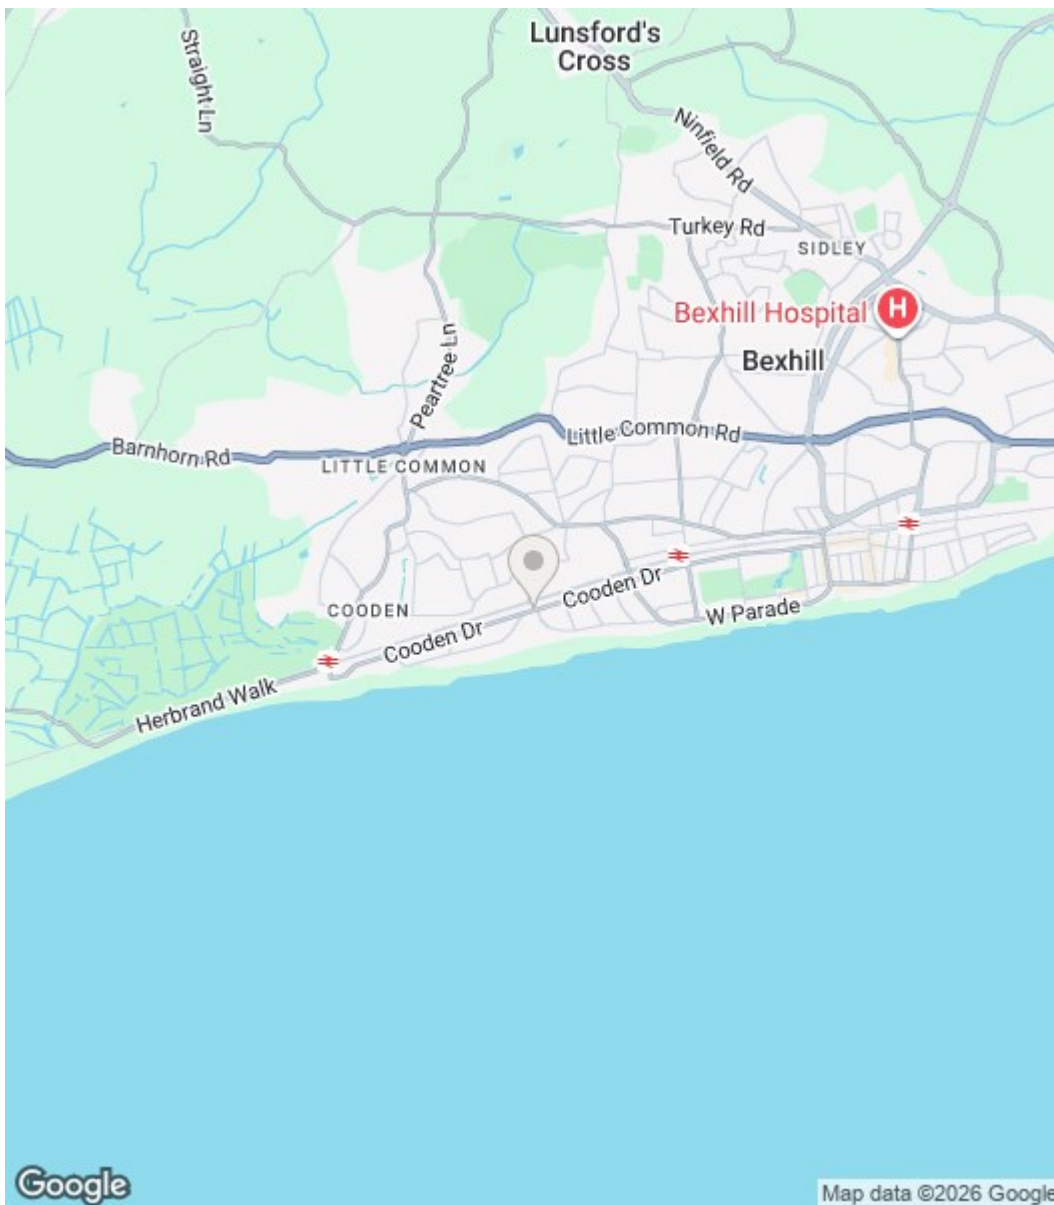 Lunsford's
Cross
Straight Ln
Ninfield Rd
Turkey Rd
SIDLEY
Bexhill Hospital
H
Bexhill
Peartree Ln
Little Common Rd
Barnhorn Rd
LITTLE COMMON
Cooden Dr
COODEN
W Parade
Cooden Dr
Herbrand Walk
Google
Map data ©2026 Google